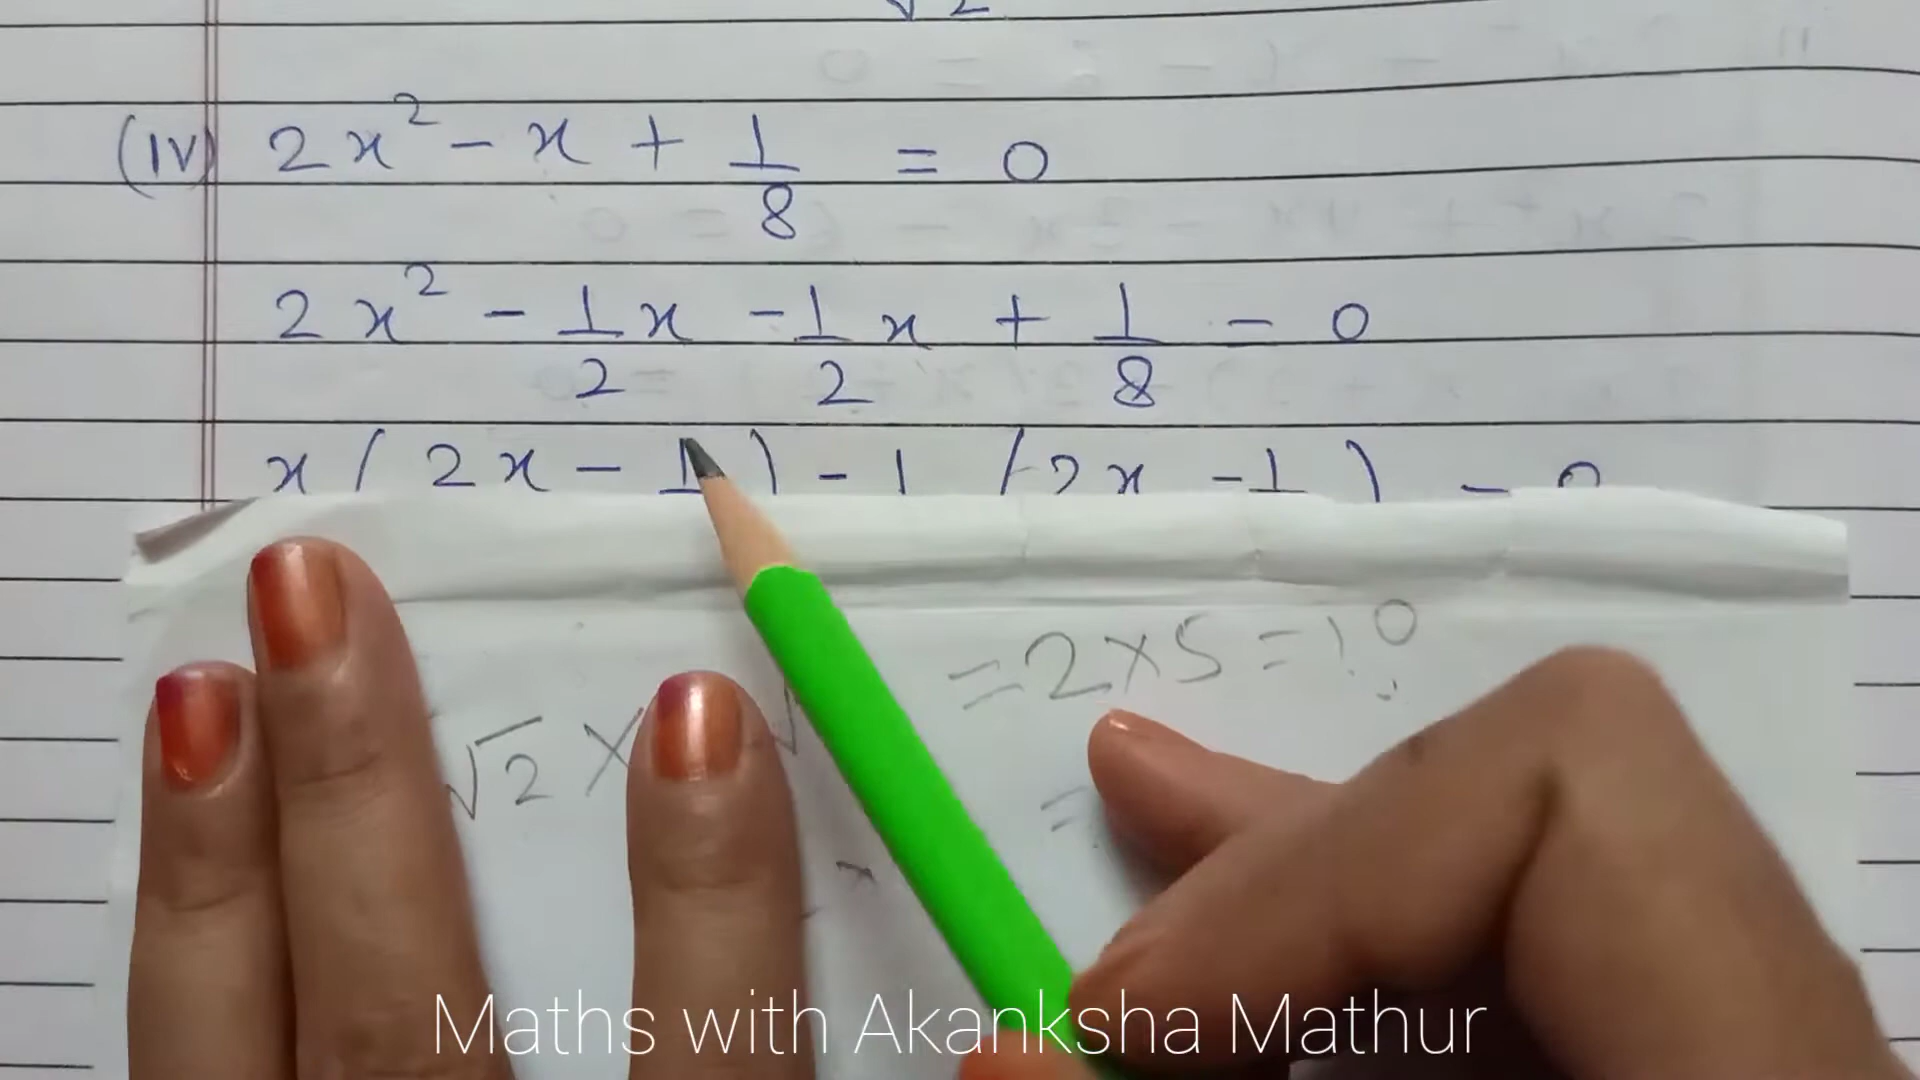 √2
(iv) 2x² - x + 1/8 = 0
2x² - 1/2 x - 1/2 x + 1/8 = 0
x ( 2x - 1 ) - 1 ( 2x - 1 ) = 0
= 2 × 5 = 10
√2 ×
=
Maths with Akanksha Mathur